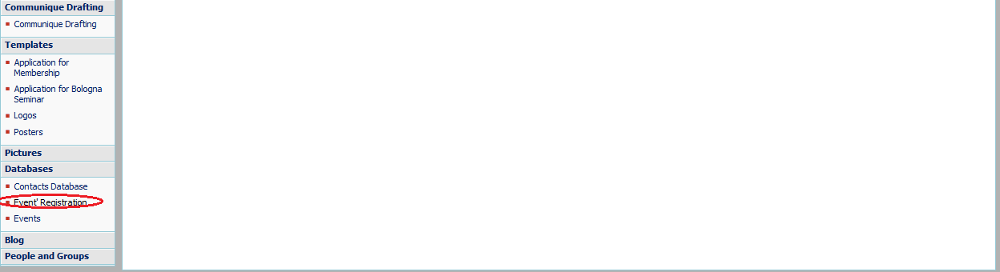 Communique Drafting
Communique Drafting
Templates
Application for
Membership
Application for Bologna
Seminar
Logos
Posters
Pictures
Databases
Contacts Database
Event' Registration
Events
Blog
People and Groups